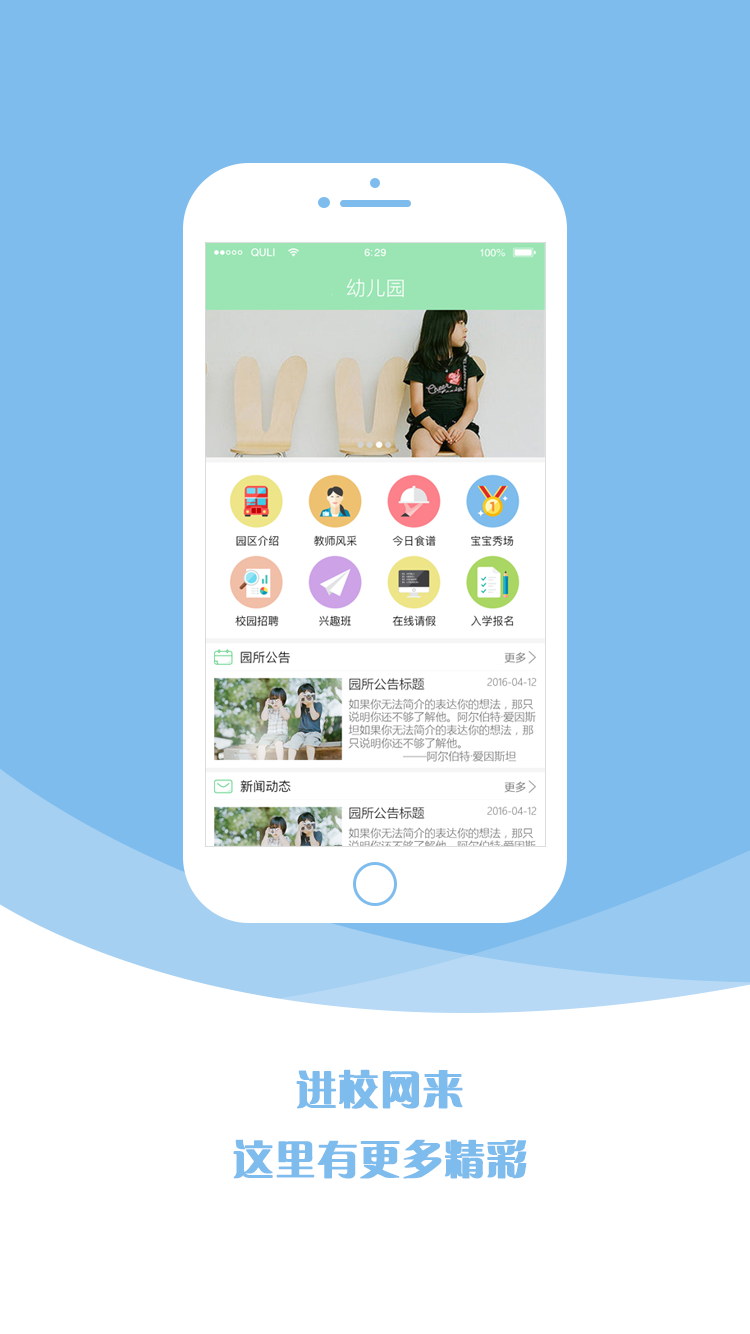 QULI 6:29 100%
幼儿园
园区介绍 教师风采 今日食谱 宝宝秀场
校园招聘 兴趣班 在线请假 入学报名
园所公告 更多
园所公告标题 2016-04-12
如果你无法简介的表达你的想法，那只
说明你还不够了解他。阿尔伯特·爱因斯
坦如果你无法简介的表达你的想法，那
只说明你还不够了解他。
——阿尔伯特·爱因斯坦
新闻动态 更多
园所公告标题 2016-04-12
如果你无法简介的表达你的想法，那只
说明你还不够了解他。阿尔伯特·爱因斯
进校网来
这里有更多精彩